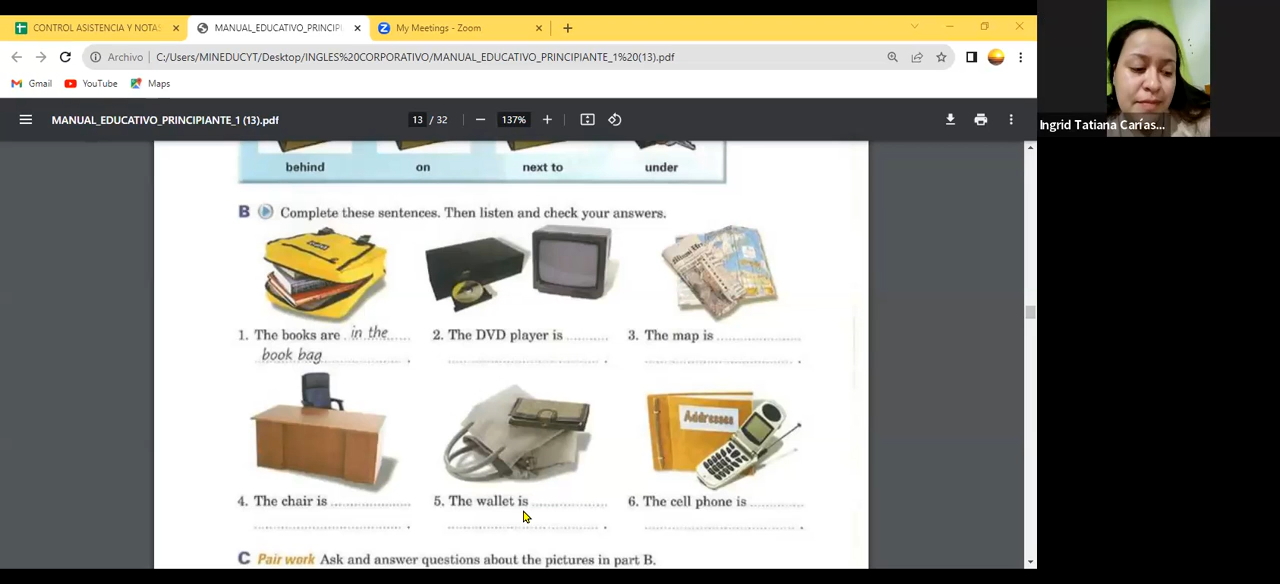 CONTROL ASISTENCIA Y NOTAS
MANUAL_EDUCATIVO_PRINCIPI
My Meetings - Zoom
Archivo
C:/Users/MINEDUCYT/Desktop/INGLES%20CORPORATIVO/MANUAL_EDUCATIVO_PRINCIPIANTE_1%20(13).pdf
Gmail
YouTube
Maps
Ingrid Tatiana Carías...
MANUAL_EDUCATIVO_PRINCIPIANTE_1 (13).pdf
13 / 32
137%
behind
on
next to
under
B Complete these sentences. Then listen and check your answers.
1. The books are in the
book bag .
2. The DVD player is ..........
3. The map is ....................
Addresses
4. The chair is ....................
5. The wallet is ..................
6. The cell phone is .............
C Pair work Ask and answer questions about the pictures in part B.